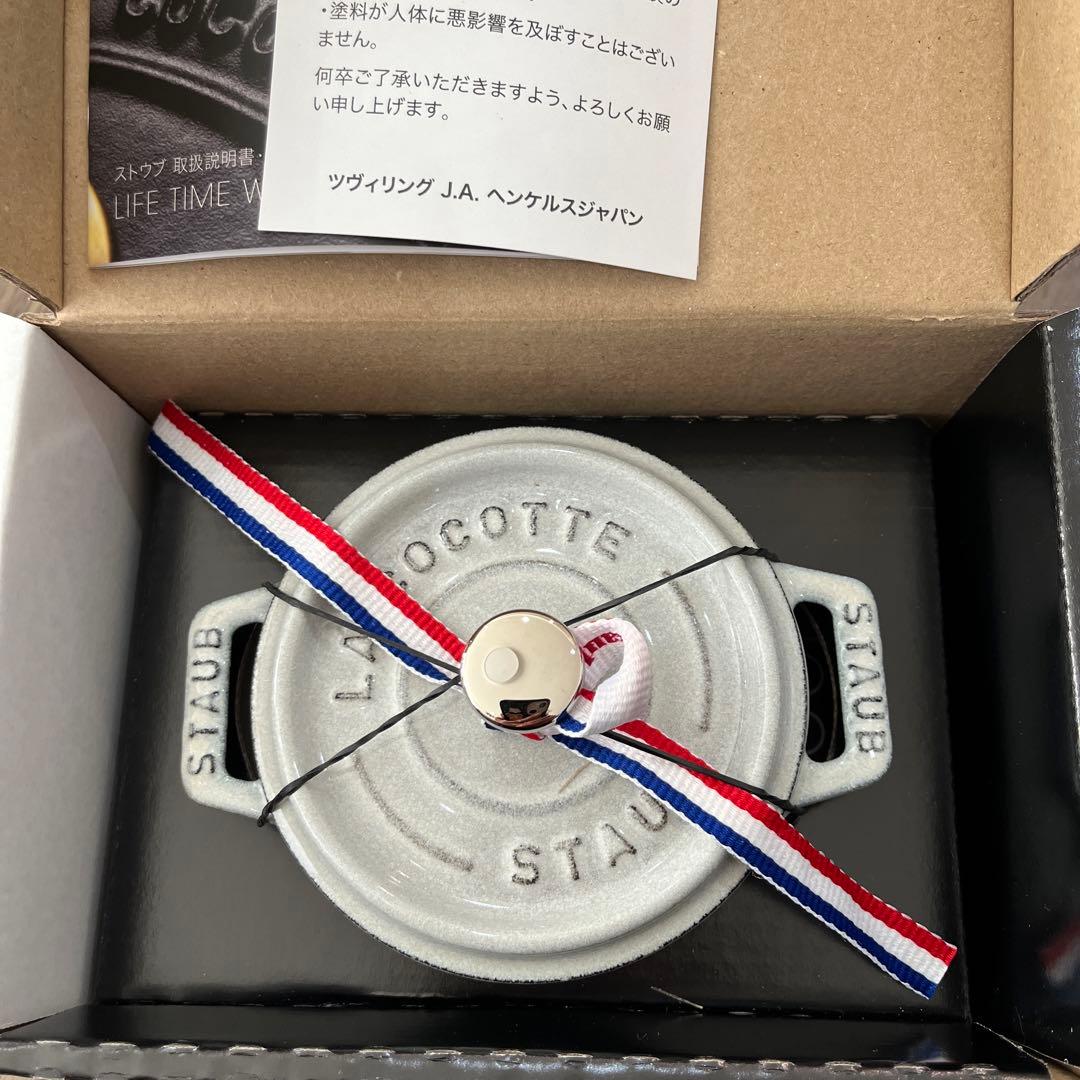 ・塗料が人体に悪影響を及ぼすことはござい
ません。
何卒ご了承いただきますよう、よろしくお願
い申し上げます。
ツヴィリング J.A. ヘンケルスジャパン
ストウブ 取扱説明書・
LIFE TIME
LA COCOTTE
STAUB
STAUB
STAUB